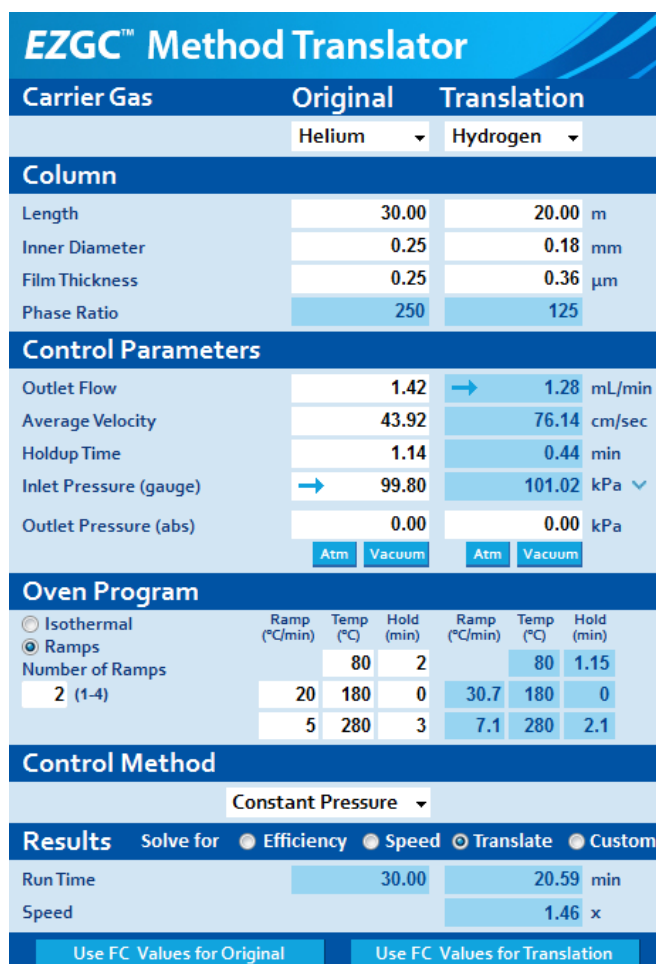 EZGC™ Method Translator
Carrier Gas Original Translation
Helium Hydrogen
Column
Length 30.00 20.00 m
Inner Diameter 0.25 0.18 mm
Film Thickness 0.25 0.36 µm
Phase Ratio 250 125
Control Parameters
Outlet Flow 1.42 → 1.28 mL/min
Average Velocity 43.92 76.14 cm/sec
Holdup Time 1.14 0.44 min
Inlet Pressure (gauge) → 99.80 101.02 kPa
Outlet Pressure (abs) 0.00 0.00 kPa
Atm Vacuum Atm Vacuum
Oven Program
Isothermal Ramp Temp Hold Ramp Temp Hold
Ramps (°C/min) (°C) (min) (°C/min) (°C) (min)
Number of Ramps 80 2 80 1.15
2 (1-4) 20 180 0 30.7 180 0
5 280 3 7.1 280 2.1
Control Method
Constant Pressure
Results Solve for Efficiency Speed Translate Custom
Run Time 30.00 20.59 min
Speed 1.46 x
Use FC Values for Original Use FC Values for Translation